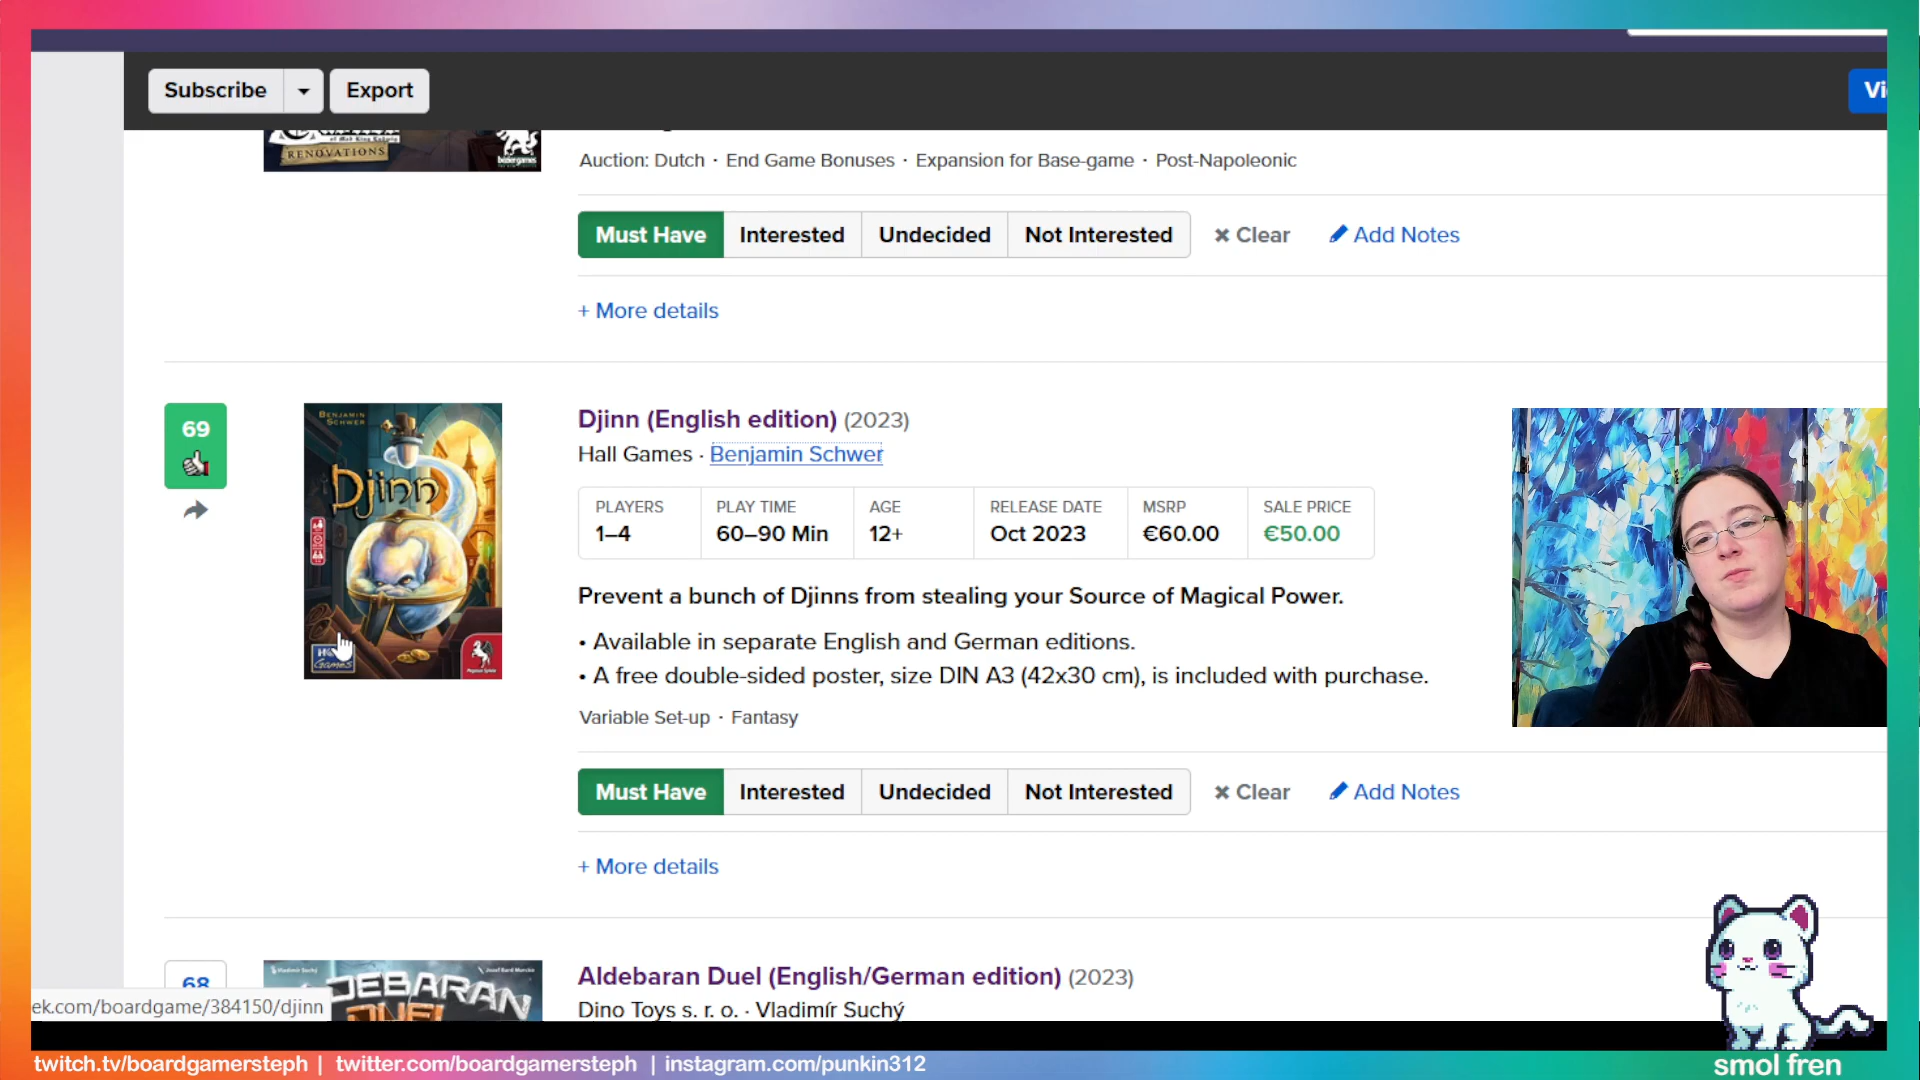 Subscribe
Export
Vi
RENOVATIONS
bézier games
Auction: Dutch · End Game Bonuses · Expansion for Base-game · Post-Napoleonic
Must Have Interested Undecided Not Interested × Clear Add Notes
+ More details
69
BENJAMIN SCHWER
Djinn
Games
Djinn (English edition) (2023)
Hall Games · Benjamin Schwer
PLAYERS PLAY TIME AGE RELEASE DATE MSRP SALE PRICE
1–4 60–90 Min 12+ Oct 2023 €60.00 €50.00
Prevent a bunch of Djinns from stealing your Source of Magical Power.
• Available in separate English and German editions.
• A free double-sided poster, size DIN A3 (42x30 cm), is included with purchase.
Variable Set-up · Fantasy
Must Have Interested Undecided Not Interested × Clear Add Notes
+ More details
68
DEBARAN
DUEL
Aldebaran Duel (English/German edition) (2023)
Dino Toys s. r. o. · Vladimír Suchý
ek.com/boardgame/384150/djinn
twitch.tv/boardgamersteph | twitter.com/boardgamersteph | instagram.com/punkin312
smol fren